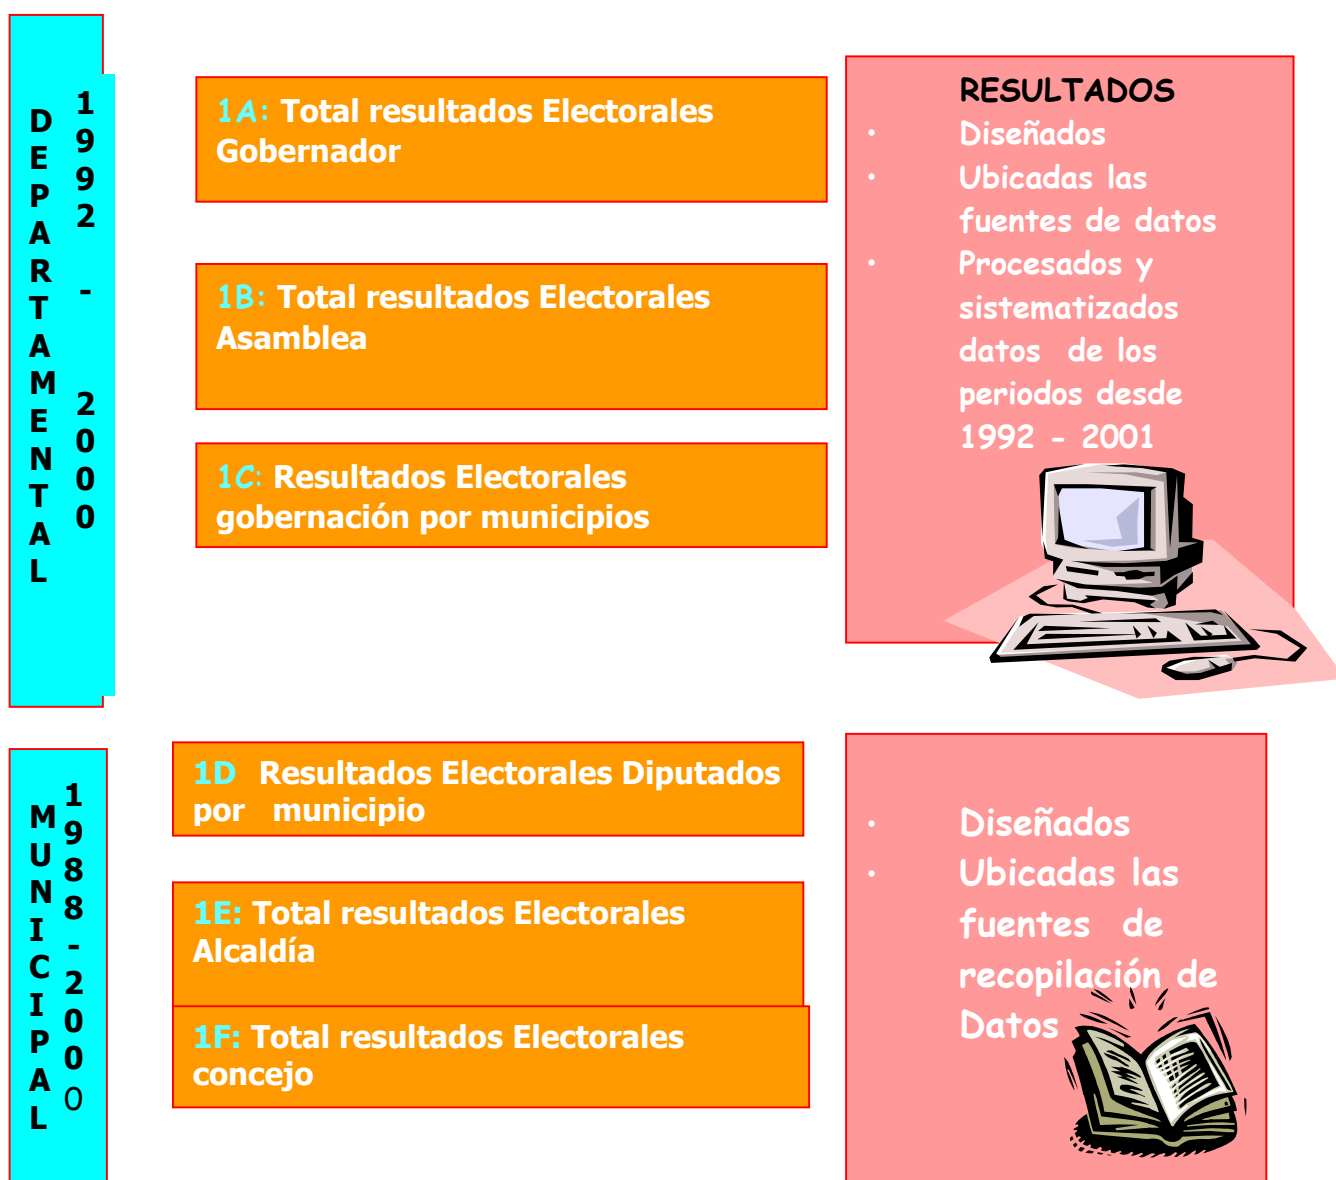 DEPARTAMENTAL
1992 - 2000
1A: Total resultados Electorales
Gobernador
1B: Total resultados Electorales
Asamblea
1C: Resultados Electorales
gobernación por municipios
RESULTADOS
· Diseñados
· Ubicadas las
fuentes de datos
· Procesados y
sistematizados
datos de los
periodos desde
1992 - 2001
MUNICIPAL
1988-2000
1D Resultados Electorales Diputados
por municipio
1E: Total resultados Electorales
Alcaldía
1F: Total resultados Electorales
concejo
· Diseñados
· Ubicadas las
fuentes de
recopilación de
Datos